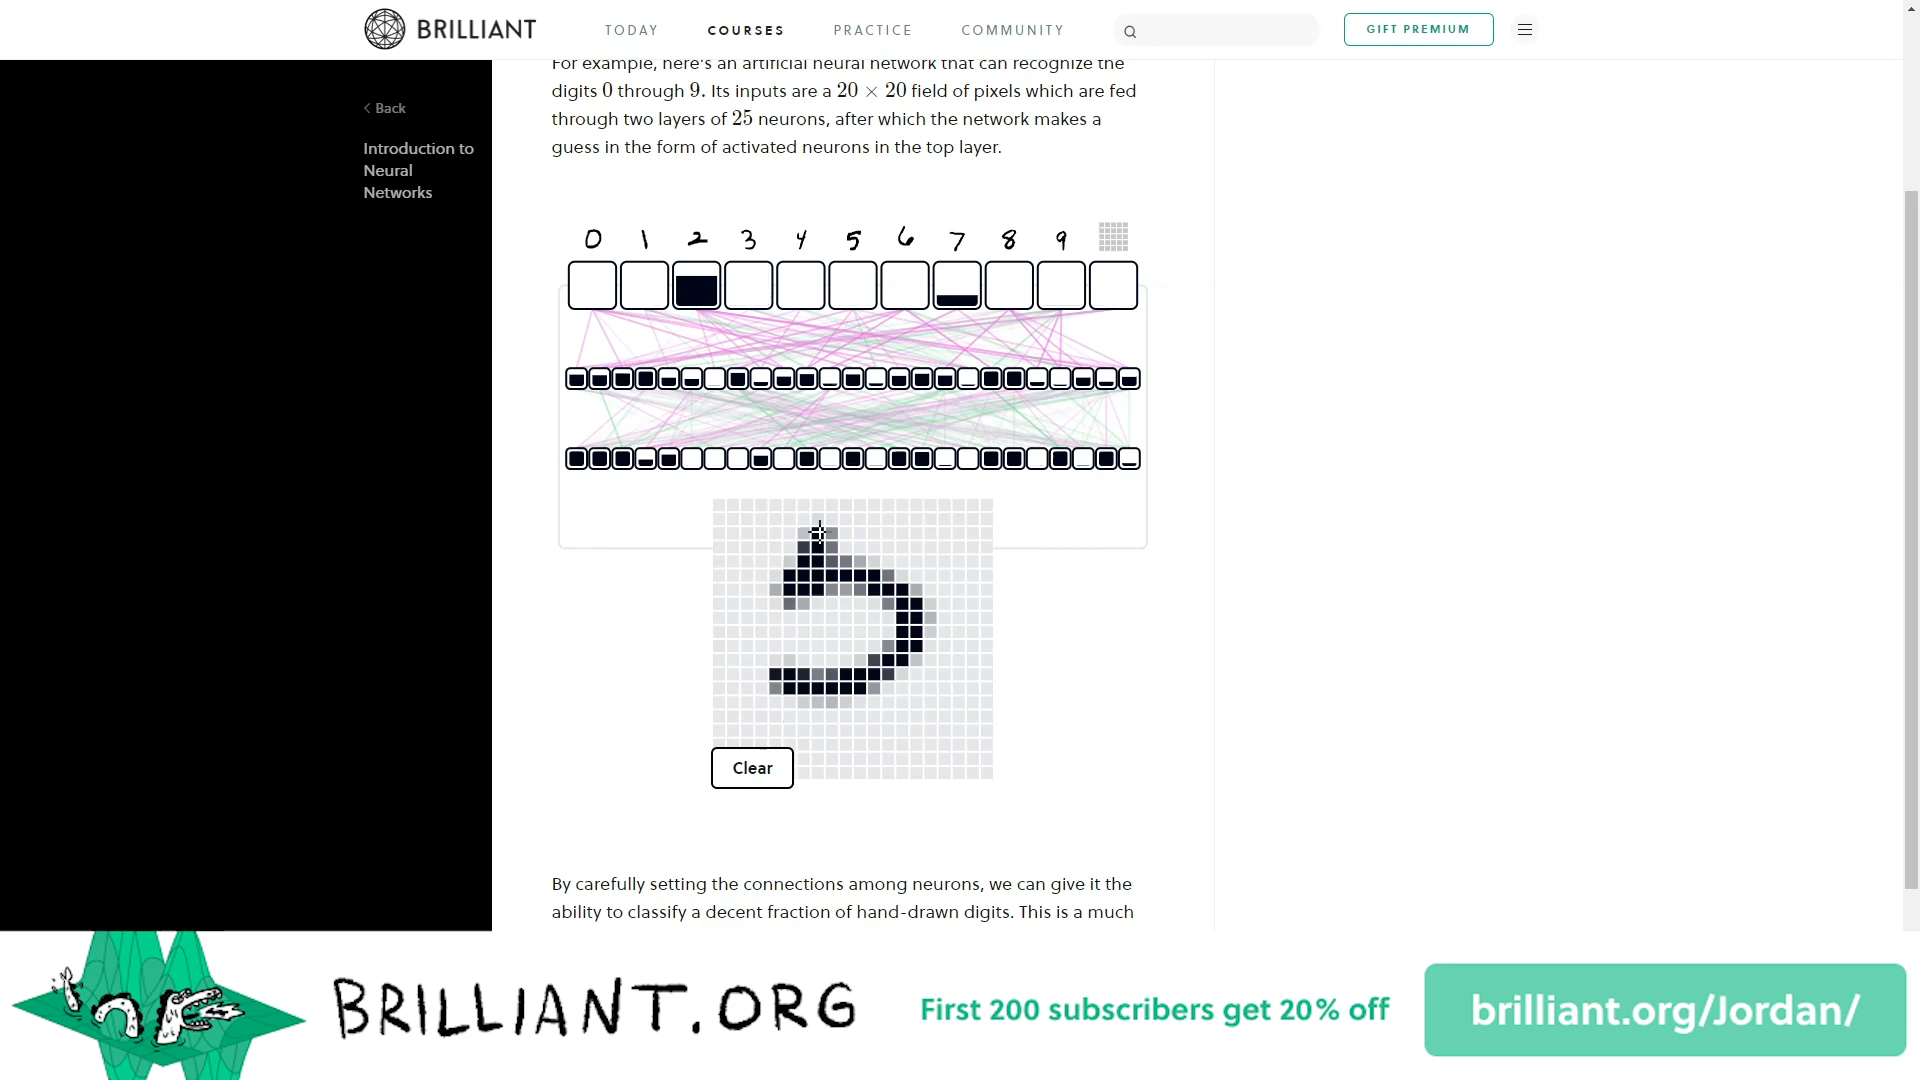 BRILLIANT
TODAY
COURSES
PRACTICE
COMMUNITY
GIFT PREMIUM
< Back
Introduction to
Neural
Networks
For example, here's an artificial neural network that can recognize the
digits 0 through 9. Its inputs are a 20 × 20 field of pixels which are fed
through two layers of 25 neurons, after which the network makes a
guess in the form of activated neurons in the top layer.
0 1 2 3 4 5 6 7 8 9
Clear
By carefully setting the connections among neurons, we can give it the
ability to classify a decent fraction of hand-drawn digits. This is a much
BRILLIANT.ORG
First 200 subscribers get 20% off
brilliant.org/Jordan/